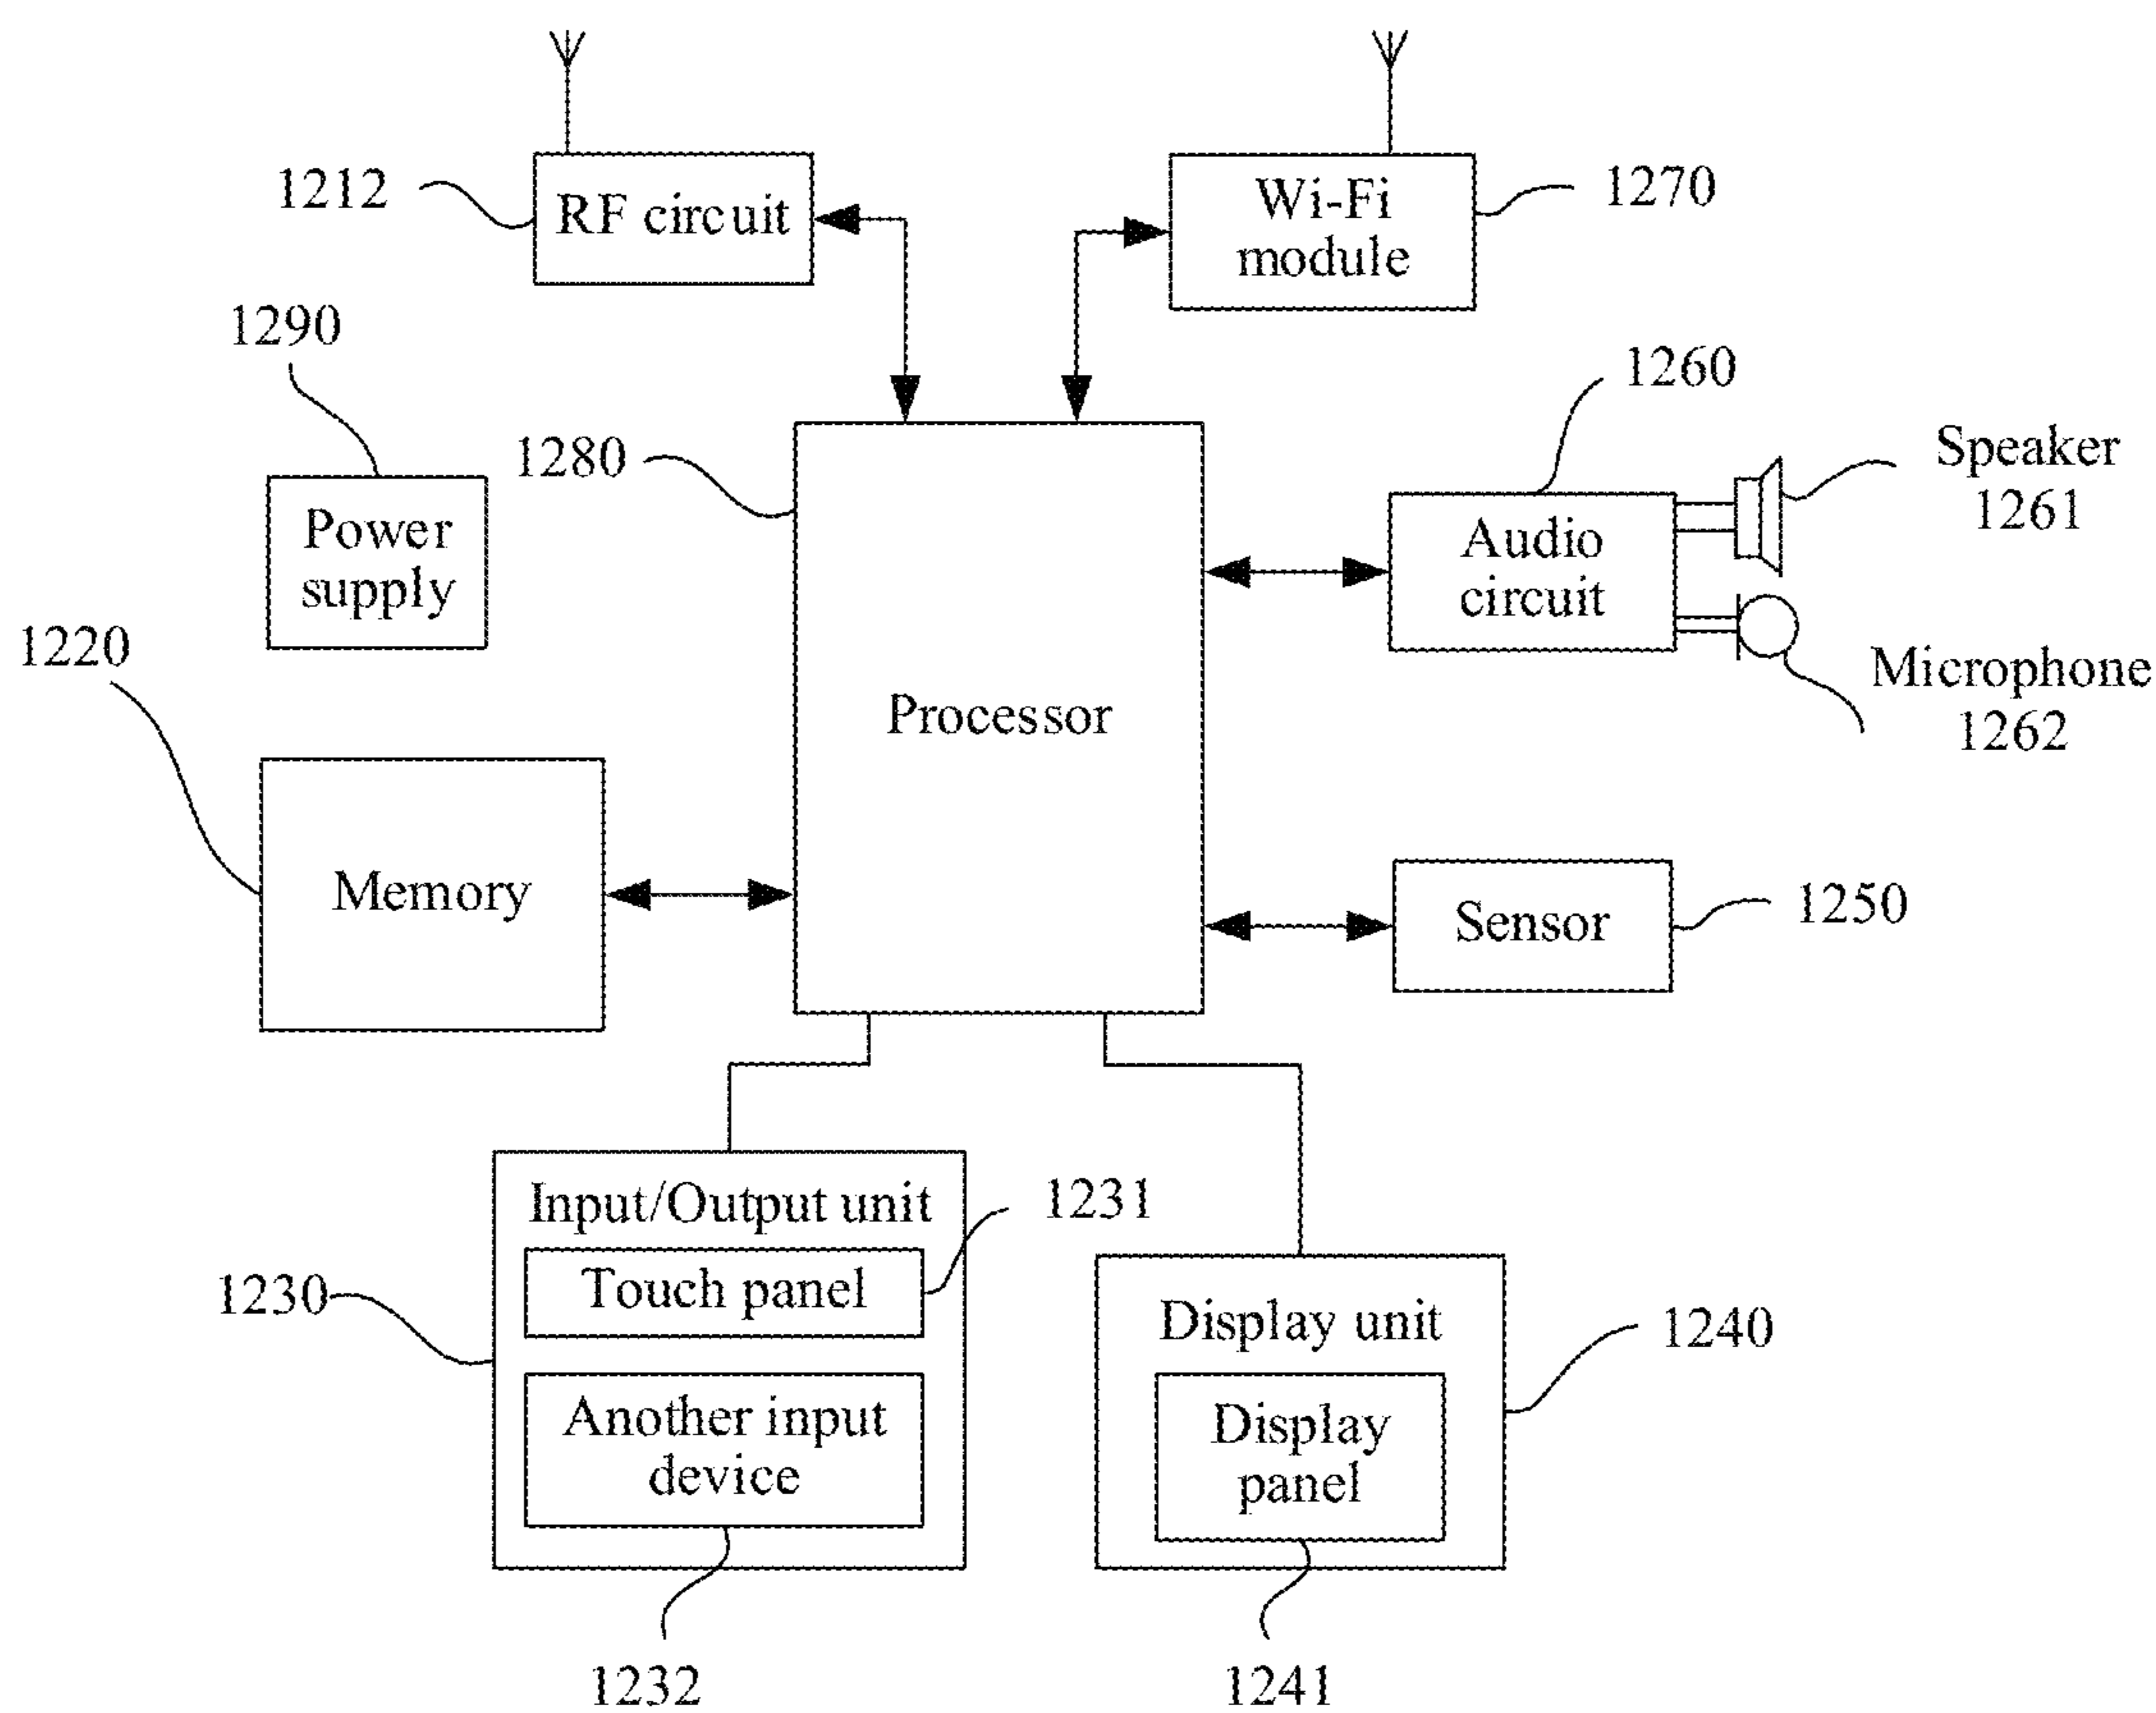 1212
RF circuit
Wi-Fi
module
1270
1290
1260
Speaker
1261
1280
Power
supply
Audio
circuit
1220
Microphone
1262
Processor
Memory
Sensor
1250
Input/Output unit
1231
Touch panel
1230
Display unit
1240
Another input
device
Display
panel
1232
1241